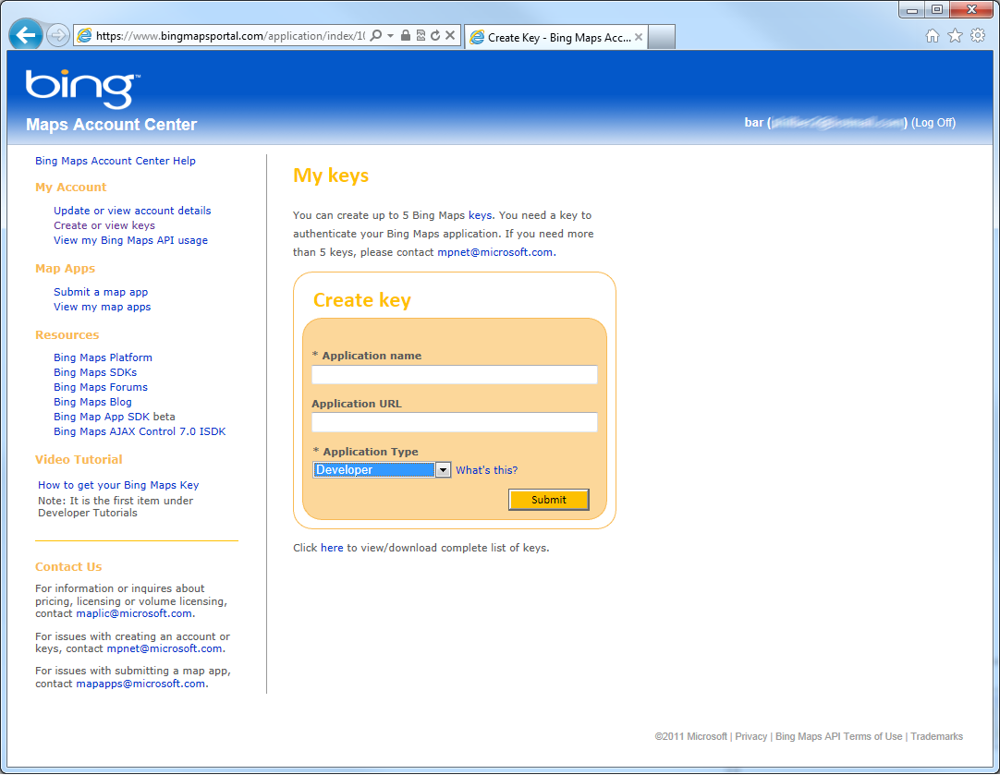 https://www.bingmapsportal.com/application/index/10
Create Key - Bing Maps Acc...
bing™
Maps Account Center
bar ( ) (Log Off)
Bing Maps Account Center Help
My Account
Update or view account details
Create or view keys
View my Bing Maps API usage
Map Apps
Submit a map app
View my map apps
Resources
Bing Maps Platform
Bing Maps SDKs
Bing Maps Forums
Bing Maps Blog
Bing Map App SDK beta
Bing Maps AJAX Control 7.0 ISDK
Video Tutorial
How to get your Bing Maps Key
Note: It is the first item under
Developer Tutorials
Contact Us
For information or inquires about
pricing, licensing or volume licensing,
contact maplic@microsoft.com.
For issues with creating an account or
keys, contact mpnet@microsoft.com.
For issues with submitting a map app,
contact mapapps@microsoft.com.
My keys
You can create up to 5 Bing Maps keys. You need a key to
authenticate your Bing Maps application. If you need more
than 5 keys, please contact mpnet@microsoft.com.
Create key
* Application name
Application URL
* Application Type
Developer What's this?
Submit
Click here to view/download complete list of keys.
©2011 Microsoft | Privacy | Bing Maps API Terms of Use | Trademarks